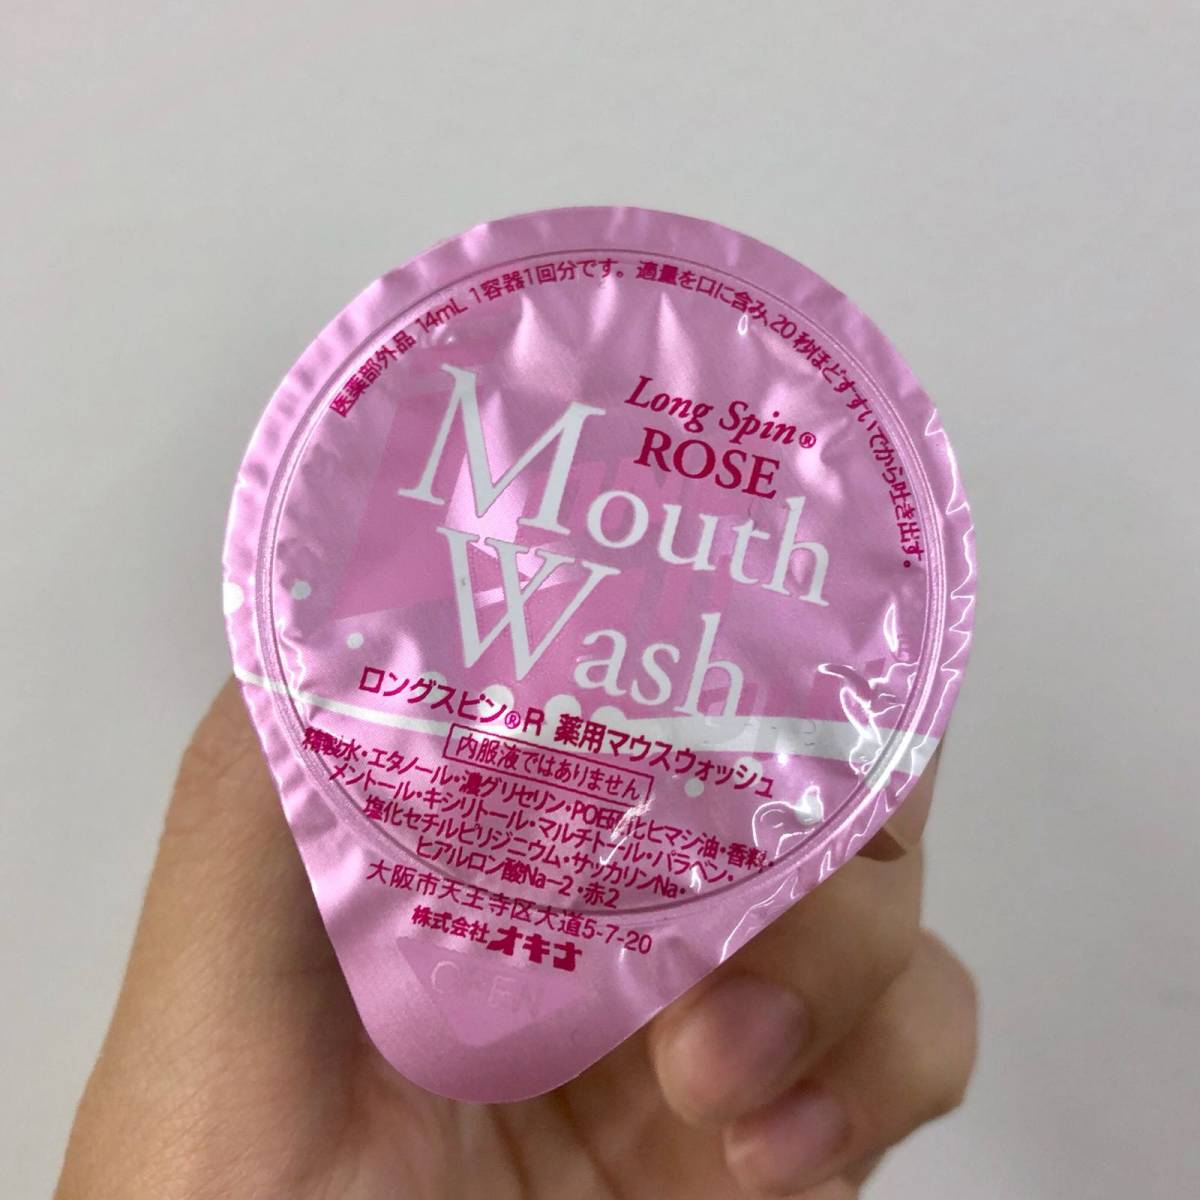 医薬部外品 14mL 1容器1回分です。適量を口に含み、20秒ほどすすいでから吐き出す。
Long Spin®
ROSE
Mouth
Wash
ロングスピン®R 薬用マウスウォッシュ
内服液ではありません
精製水・エタノール・濃グリセリン・POE硬化ヒマシ油・香料・
メントール・キシリトール・マルチトール・パラベン・
塩化セチルピリジニウム・サッカリンNa・
ヒアルロン酸Na-2・赤2
大阪市天王寺区大道5-7-20
株式会社オキナ
OPEN